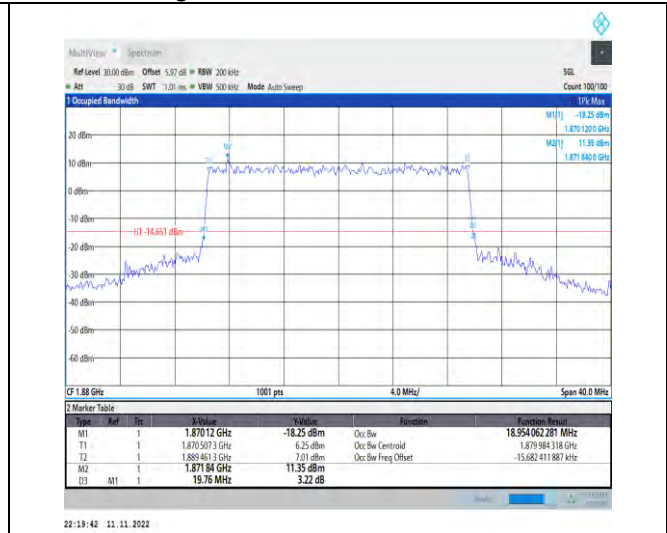 MultiView Spectrum
Ref Level 30.00 dBm Offset 5.97 dB RBW 200 kHz SGL
Att 30 dB SWT 1.01 ms VBW 500 kHz Mode Auto Sweep Count 100/100
1 Occupied Bandwidth 1Pk Max
M1[1] -18.25 dBm
1.870 120 0 GHz
M2[1] 11.35 dBm
1.871 840 0 GHz
20 dBm
M2
10 dBm
0 dBm
-10 dBm
H1 -14.651 dBm
-20 dBm
-30 dBm
-40 dBm
-50 dBm
-60 dBm
CF 1.88 GHz 1001 pts 4.0 MHz/ Span 40.0 MHz
2 Marker Table
Type Ref Trc X-Value Y-Value Function Function Result
M1 1 1.870 12 GHz -18.25 dBm Occ Bw 18.954 062 281 MHz
T1 1 1.870 507 3 GHz 6.25 dBm Occ Bw Centroid 1.879 984 318 GHz
T2 1 1.889 461 3 GHz 7.01 dBm Occ Bw Freq Offset -15.682 411 887 kHz
M2 1 1.871 84 GHz 11.35 dBm
D3 M1 1 19.76 MHz 3.22 dB
22:19:42 11.11.2022